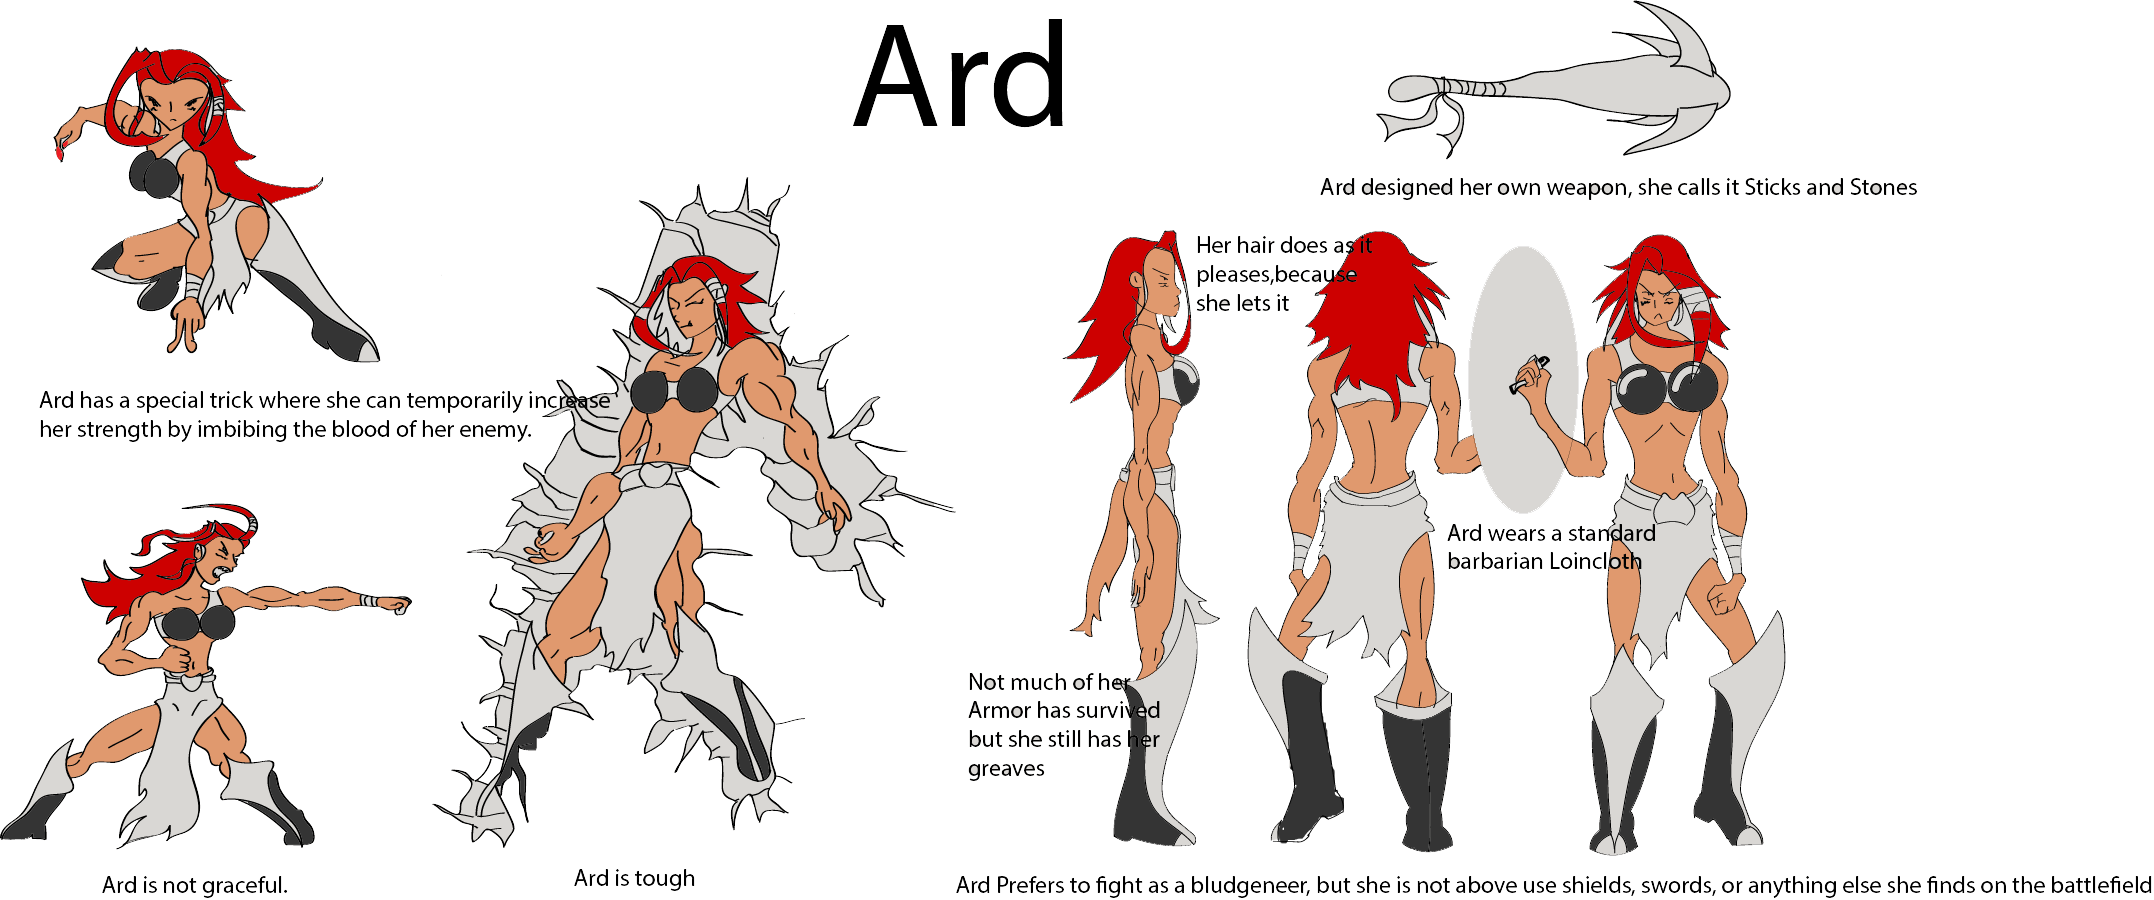 Ard
Ard designed her own weapon, she calls it Sticks and Stones
Her hair does as it
pleases,because
she lets it
Ard has a special trick where she can temporarily increase
her strength by imbibing the blood of her enemy.
Ard wears a standard
barbarian Loincloth
Not much of her
Armor has survived
but she still has her
greaves
Ard is not graceful.
Ard is tough
Ard Prefers to fight as a bludgeneer, but she is not above use shields, swords, or anything else she finds on the battlefield